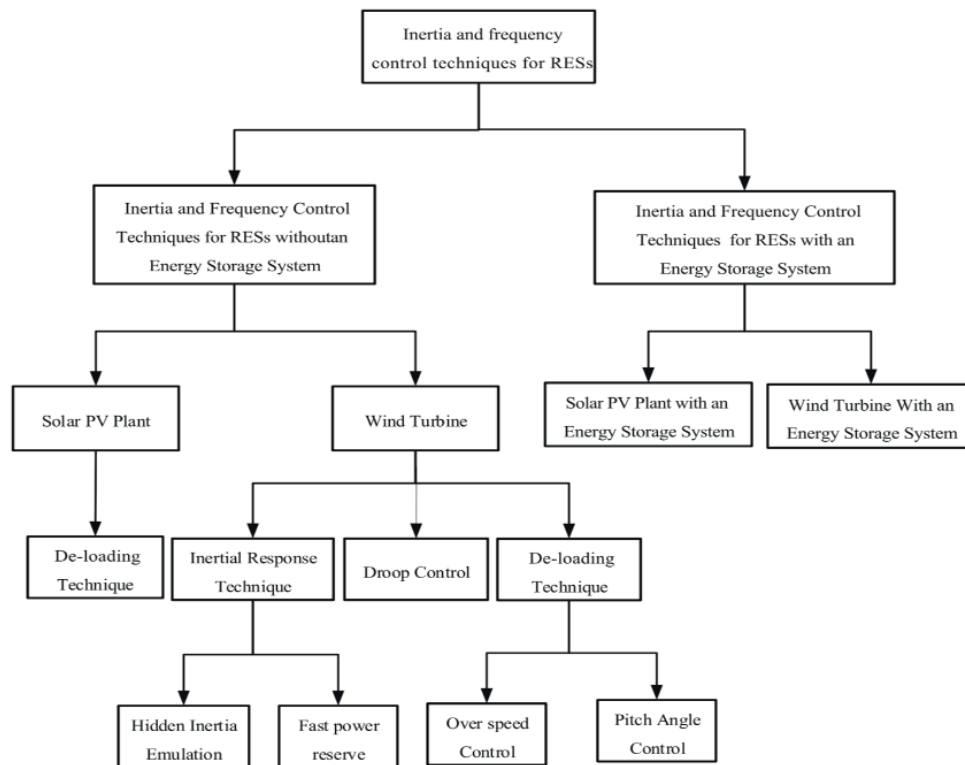 Inertia and frequency
control techniques for RESs
Inertia and Frequency Control
Techniques for RESs withoutan
Energy Storage System
Inertia and Frequency Control
Techniques for RESs with an
Energy Storage System
Solar PV Plant
Wind Turbine
Solar PV Plant with an
Energy Storage System
Wind Turbine With an
Energy Storage System
De-loading
Technique
Inertial Response
Technique
Droop Control
De-loading
Technique
Hidden Inertia
Emulation
Fast power
reserve
Over speed
Control
Pitch Angle
Control